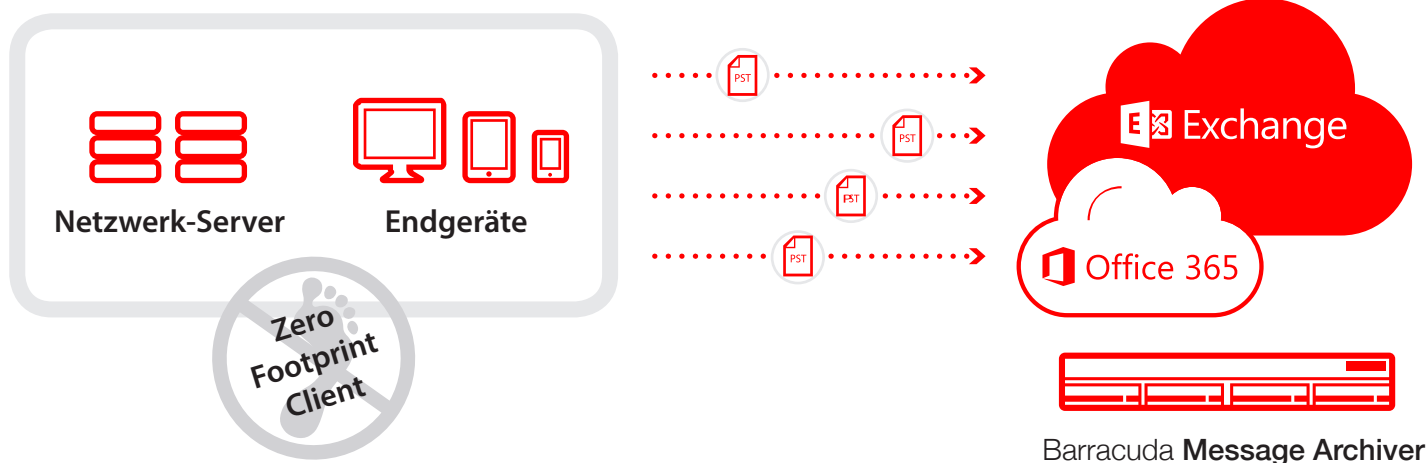 Netzwerk-Server
Endgeräte
Zero
Footprint
Client
PST
PST
PST
PST
E Exchange
Office 365
Barracuda Message Archiver